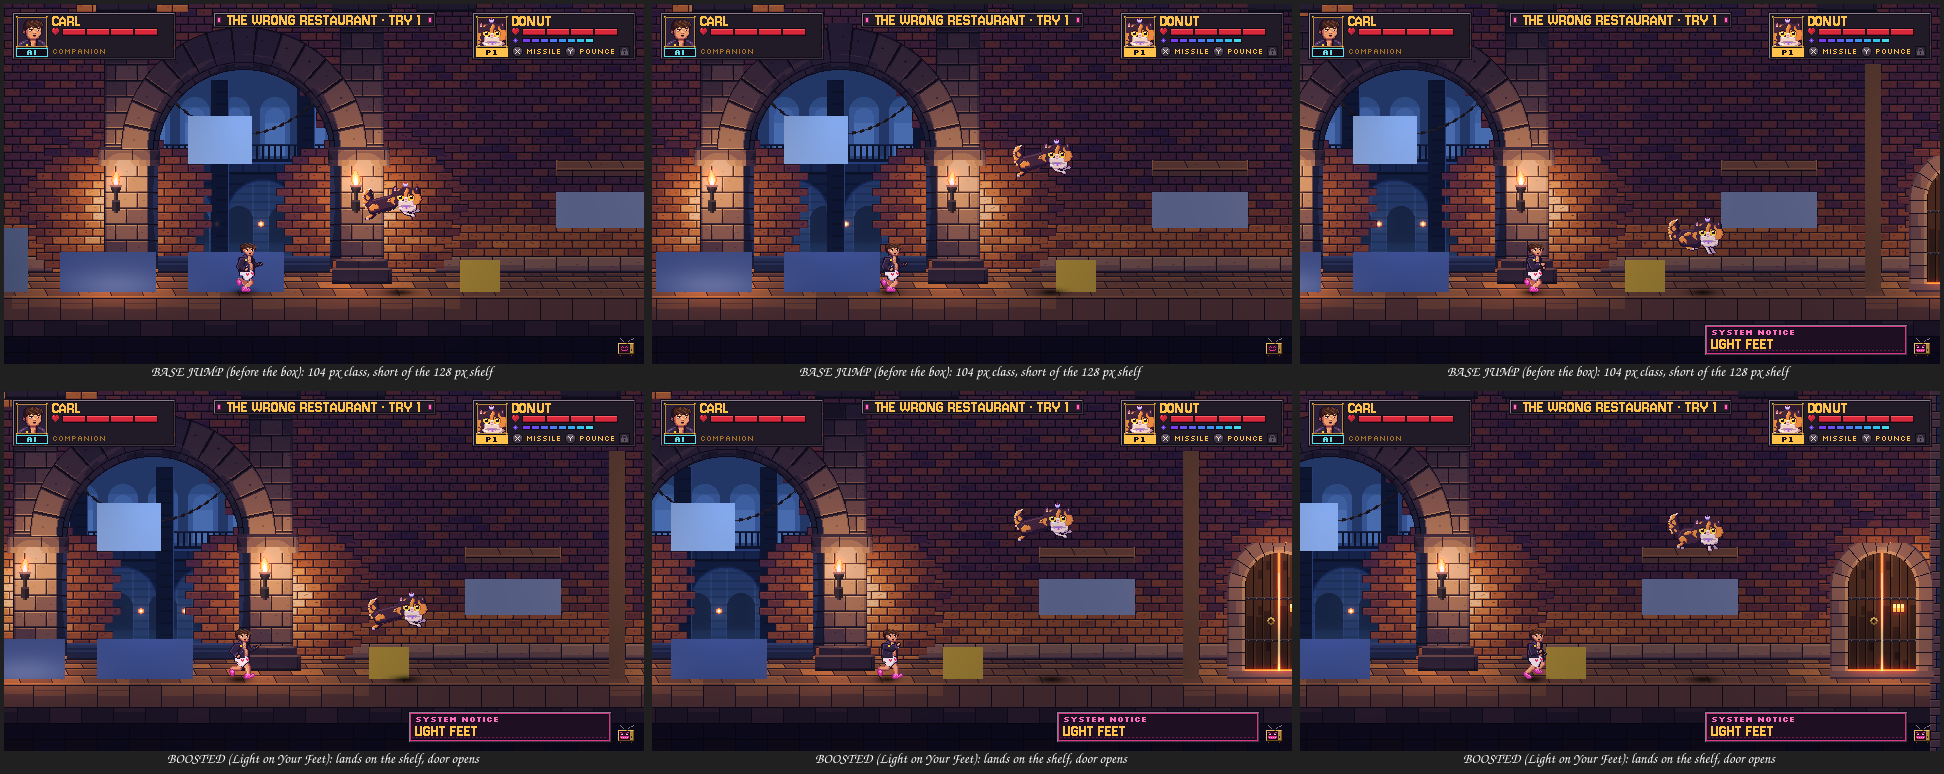 CARL
AI
COMPANION
THE WRONG RESTAURANT · TRY 1
DONUT
P1
X MISSILE Y POUNCE
CARL
AI
COMPANION
THE WRONG RESTAURANT · TRY 1
DONUT
P1
X MISSILE Y POUNCE
CARL
AI
COMPANION
THE WRONG RESTAURANT · TRY 1
DONUT
P1
X MISSILE Y POUNCE
SYSTEM NOTICE
LIGHT FEET
BASE JUMP (before the box): 104 px class, short of the 128 px shelf
BASE JUMP (before the box): 104 px class, short of the 128 px shelf
BASE JUMP (before the box): 104 px class, short of the 128 px shelf
CARL
AI
COMPANION
THE WRONG RESTAURANT · TRY 1
DONUT
P1
X MISSILE Y POUNCE
SYSTEM NOTICE
LIGHT FEET
CARL
AI
COMPANION
THE WRONG RESTAURANT · TRY 1
DONUT
P1
X MISSILE Y POUNCE
SYSTEM NOTICE
LIGHT FEET
CARL
AI
COMPANION
THE WRONG RESTAURANT · TRY 1
DONUT
P1
X MISSILE Y POUNCE
SYSTEM NOTICE
LIGHT FEET
BOOSTED (Light on Your Feet): lands on the shelf, door opens
BOOSTED (Light on Your Feet): lands on the shelf, door opens
BOOSTED (Light on Your Feet): lands on the shelf, door opens